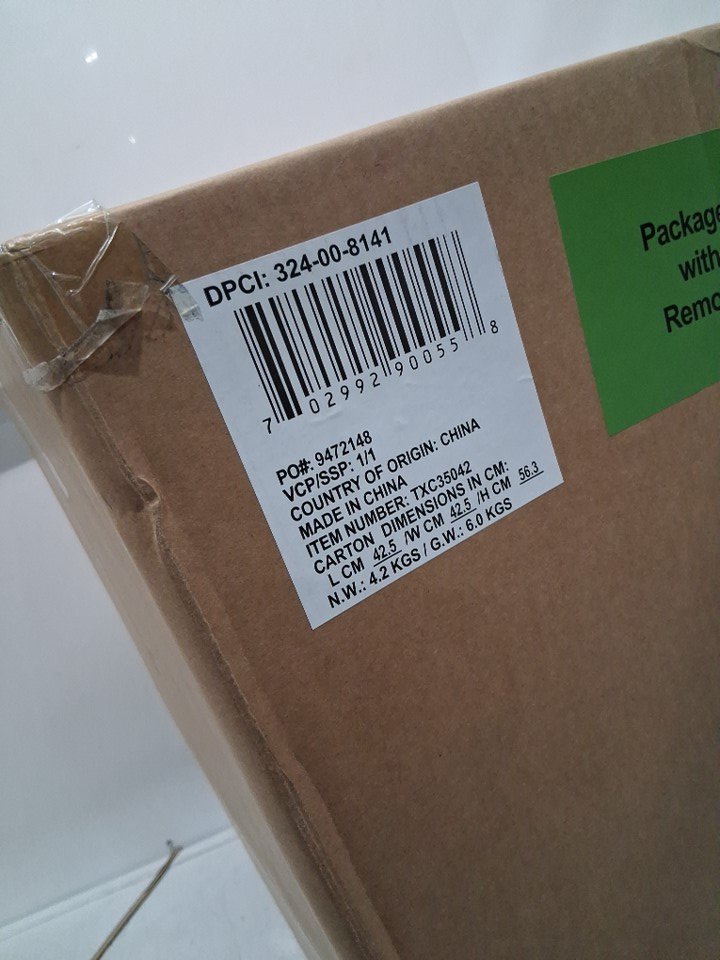 DPCI: 324-00-8141
7 02992 90055 8
PO#: 9472148
VCP/SSP: 1/1
COUNTRY OF ORIGIN: CHINA
MADE IN CHINA
ITEM NUMBER: TXC35042
CARTON DIMENSIONS IN CM:
L CM 42.5 /W CM 42.5 /H CM 56.3
N.W.: 4.2 KGS / G.W.: 6.0 KGS
Package
with
Remo